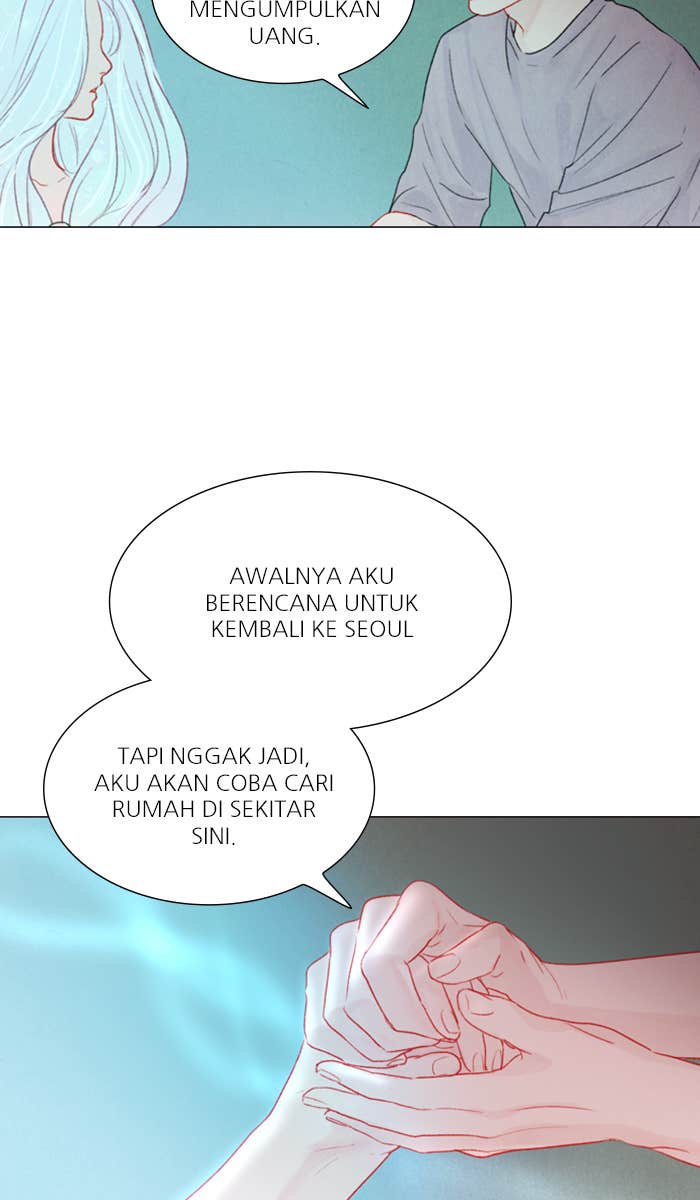 MENGUMPULKAN
UANG.
AWALNYA AKU
BERENCANA UNTUK
KEMBALI KE SEOUL
TAPI NGGAK JADI,
AKU AKAN COBA CARI
RUMAH DI SEKITAR
SINI.